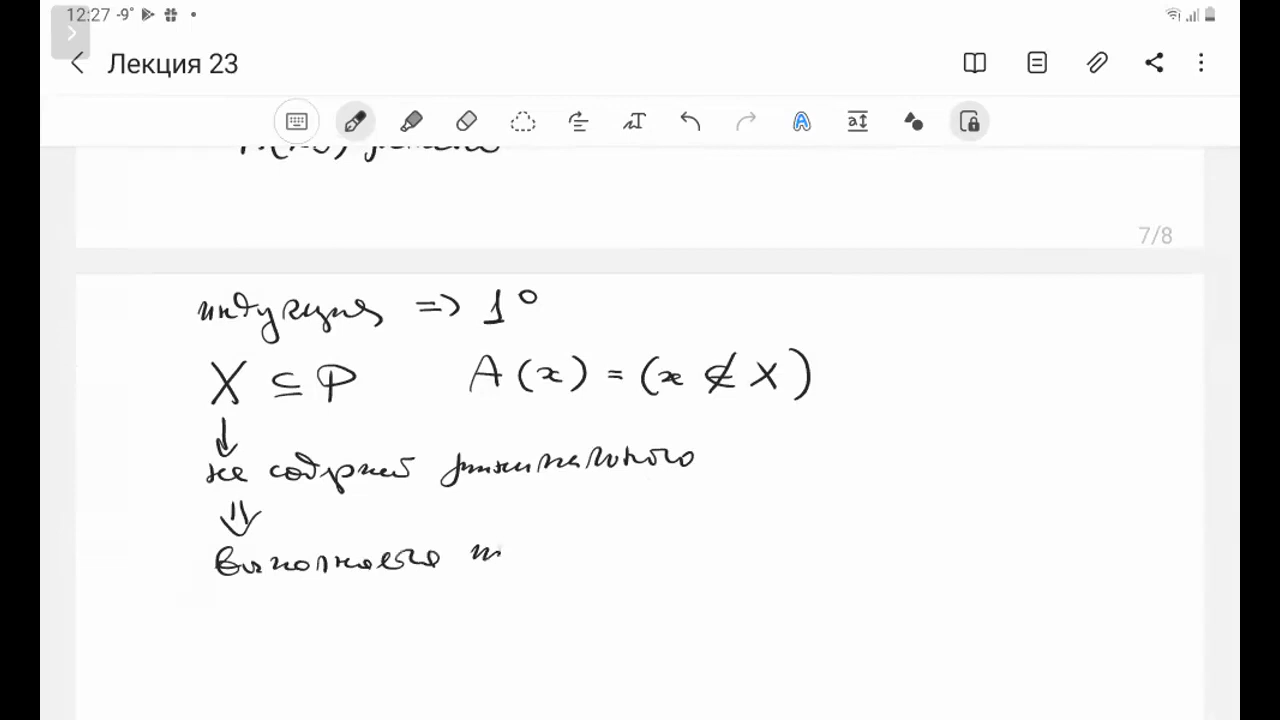 12:27 -9°
Лекция 23
7/8
индукция => 1°
X ⊆ P A(x) = (x ∉ X)
не содержит минимального
выполнено